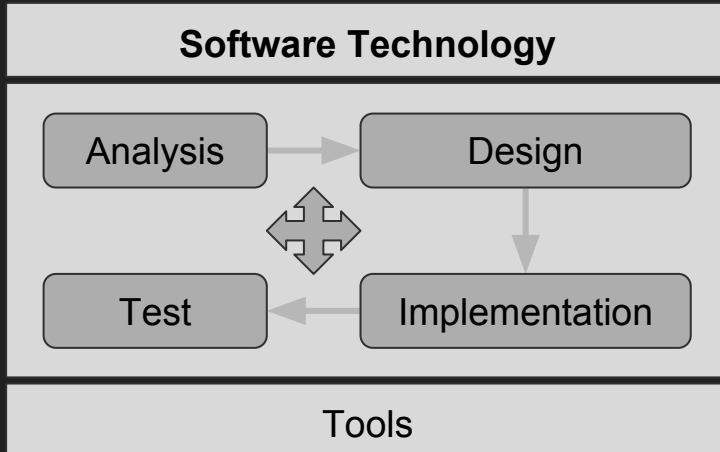 Software Technology
Analysis
Design
Test
Implementation
Tools